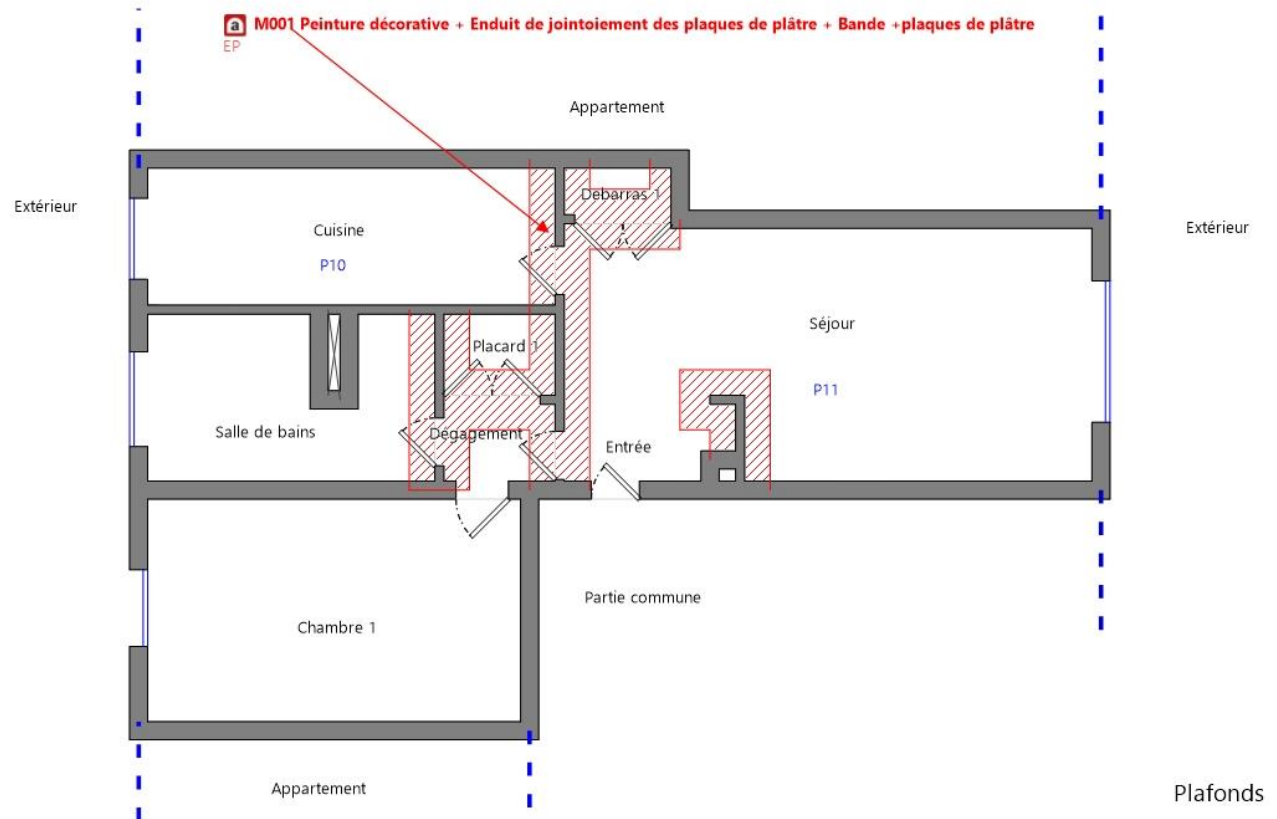 a M001 Peinture décorative + Enduit de jointoiement des plaques de plâtre + Bande +plaques de plâtre
EP
Appartement
Extérieur
Extérieur
Débarras 1
Cuisine
P10
Séjour
Placard 1
P11
Salle de bains
Dégagement
Entrée
Partie commune
Chambre 1
Appartement
Plafonds